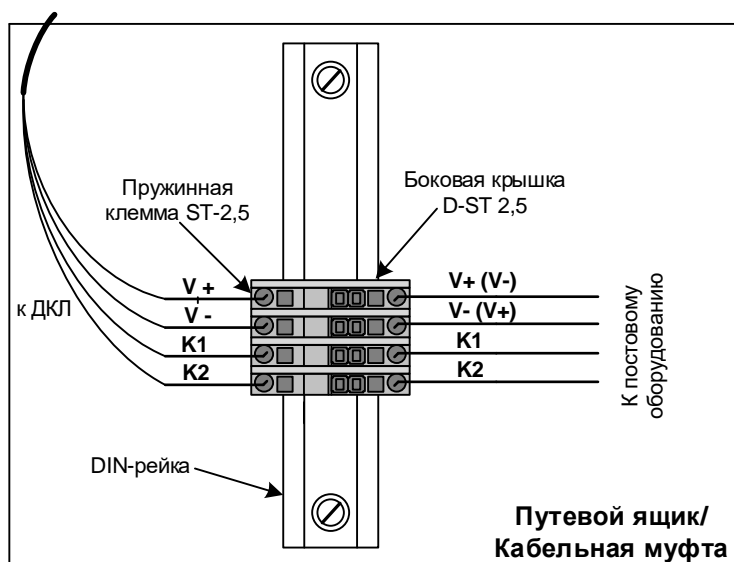 Пружинная
клемма ST-2,5
Боковая крышка
D-ST 2,5
к ДКЛ
V +
V -
K1
K2
V+ (V-)
V- (V+)
K1
K2
К постовому
оборудованию
DIN-рейка
Путевой ящик/
Кабельная муфта